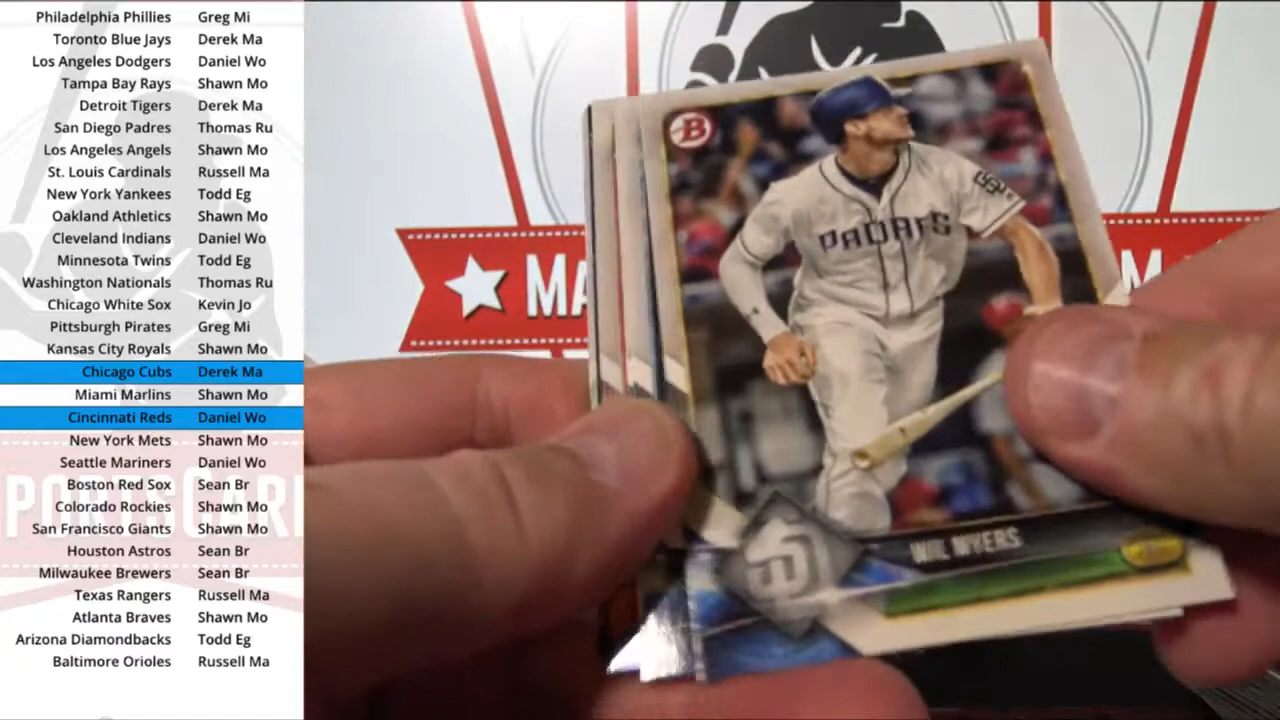 Philadelphia Phillies Greg Mi
Toronto Blue Jays Derek Ma
Los Angeles Dodgers Daniel Wo
Tampa Bay Rays Shawn Mo
Detroit Tigers Derek Ma
San Diego Padres Thomas Ru
Los Angeles Angels Shawn Mo
St. Louis Cardinals Russell Ma
New York Yankees Todd Eg
Oakland Athletics Shawn Mo
Cleveland Indians Daniel Wo
Minnesota Twins Todd Eg
Washington Nationals Thomas Ru
Chicago White Sox Kevin Jo
Pittsburgh Pirates Greg Mi
Kansas City Royals Shawn Mo
Chicago Cubs Derek Ma
Miami Marlins Shawn Mo
Cincinnati Reds Daniel Wo
New York Mets Shawn Mo
Seattle Mariners Daniel Wo
Boston Red Sox Sean Br
Colorado Rockies Shawn Mo
San Francisco Giants Shawn Mo
Houston Astros Sean Br
Milwaukee Brewers Sean Br
Texas Rangers Russell Ma
Atlanta Braves Shawn Mo
Arizona Diamondbacks Todd Eg
Baltimore Orioles Russell Ma
B
PADRES
SD
MA
M
WIL MYERS